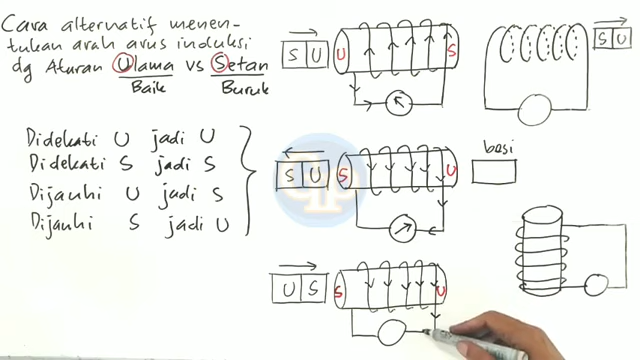 Cara alternatif menen-
tukan arah arus induksi
dg Aturan Ulama vs Setan
Baik Buruk
Didekati U jadi U
Didekati S jadi S
Dijauhi U jadi S
Dijauhi S jadi U
S U
U S
S U
S U
S U
besi
U S
S U